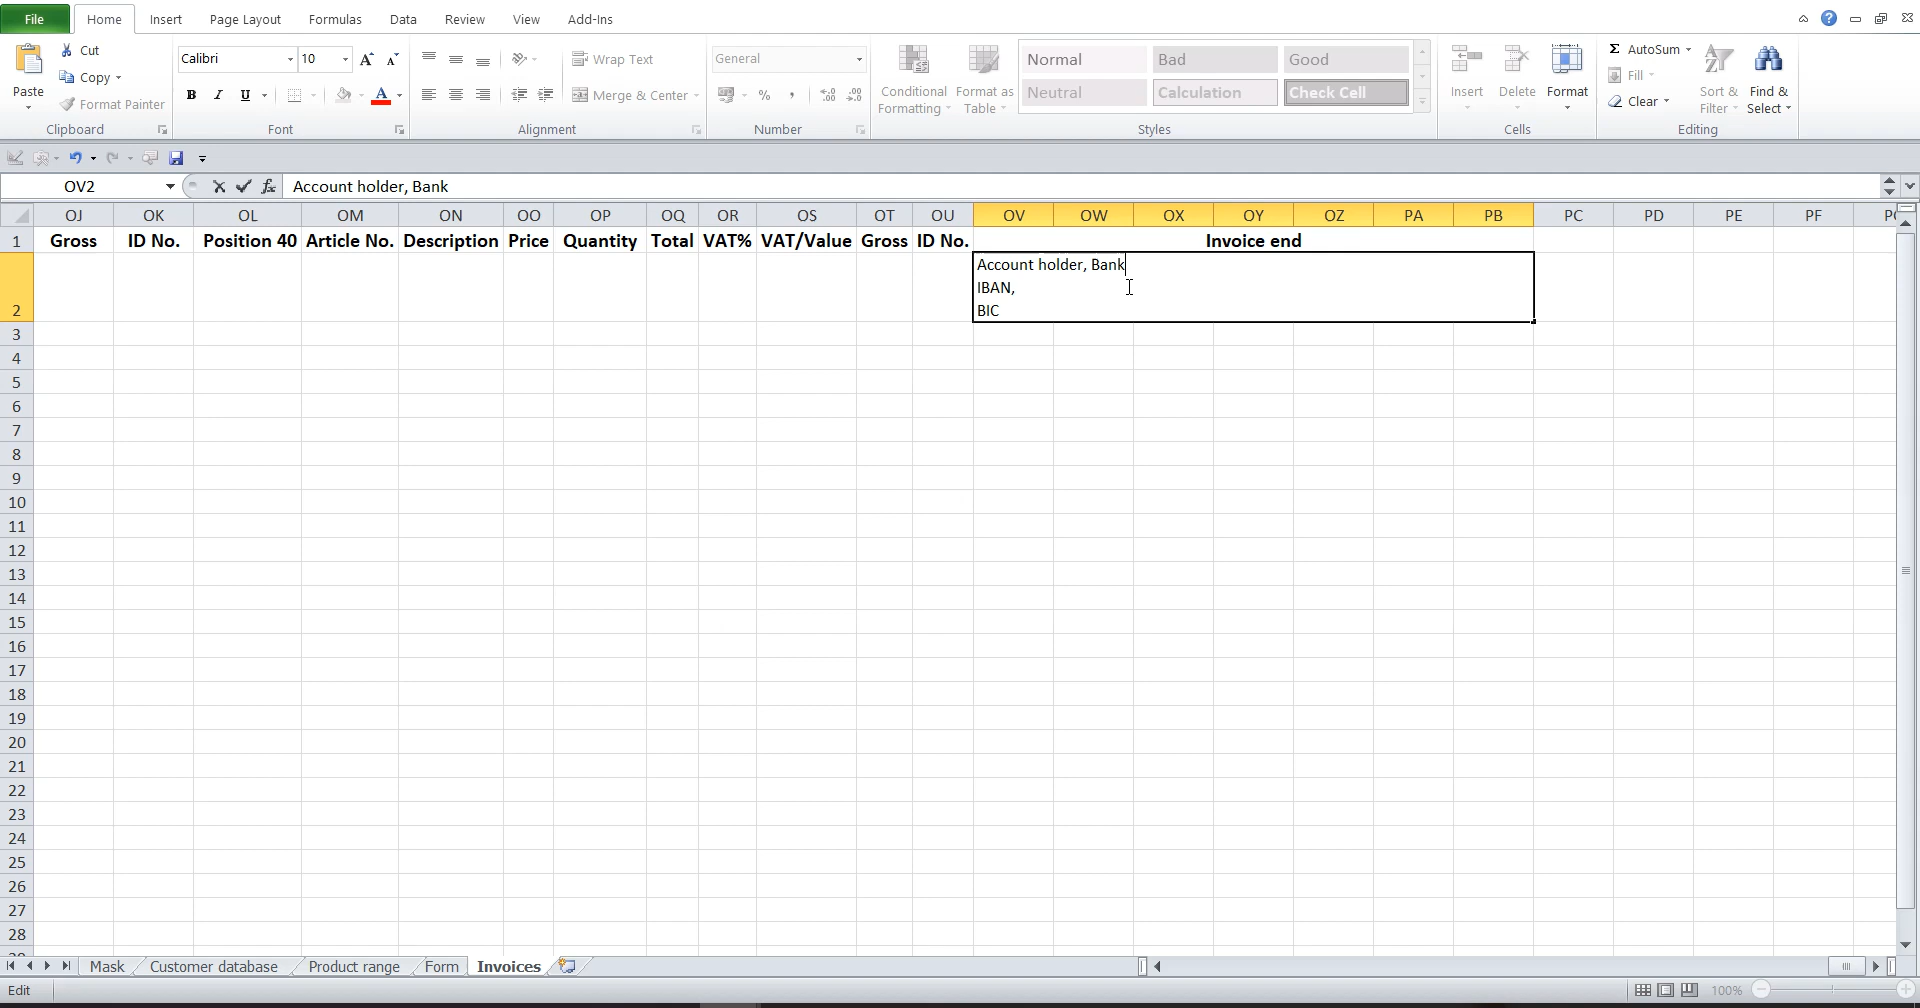 File Home Insert Page Layout Formulas Data Review View Add-Ins
Cut
Calibri 10
Wrap Text
General
Normal Bad Good
AutoSum
Copy
Fill
Paste
Format Painter
B I U A
Merge & Center
%
Conditional Formatting
Format as Table
Neutral Calculation Check Cell
Insert Delete Format
Clear
Sort & Filter
Find & Select
Clipboard Font Alignment Number Styles Cells Editing
OV2 fx Account holder, Bank
OJ OK OL OM ON OO OP OQ OR OS OT OU OV OW OX OY OZ PA PB PC PD PE PF
1 Gross ID No. Position 40 Article No. Description Price Quantity Total VAT% VAT/Value Gross ID No. Invoice end
Account holder, Bank
IBAN,
2 BIC
3
4
5
6
7
8
9
10
11
12
13
14
15
16
17
18
19
20
21
22
23
24
25
26
27
28
Mask Customer database Product range Form Invoices
Edit 100%